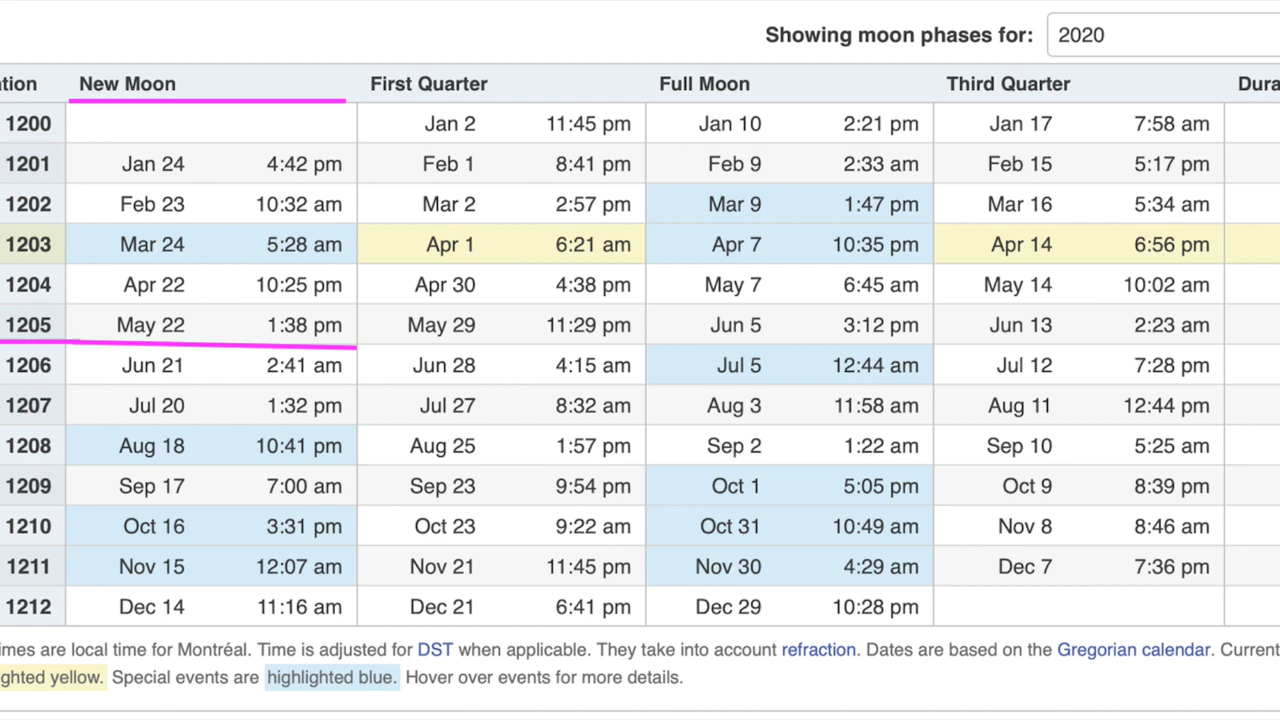 Showing moon phases for: 2020
tion New Moon First Quarter Full Moon Third Quarter Dura
1200 Jan 2 11:45 pm Jan 10 2:21 pm Jan 17 7:58 am
1201 Jan 24 4:42 pm Feb 1 8:41 pm Feb 9 2:33 am Feb 15 5:17 pm
1202 Feb 23 10:32 am Mar 2 2:57 pm Mar 9 1:47 pm Mar 16 5:34 am
1203 Mar 24 5:28 am Apr 1 6:21 am Apr 7 10:35 pm Apr 14 6:56 pm
1204 Apr 22 10:25 pm Apr 30 4:38 pm May 7 6:45 am May 14 10:02 am
1205 May 22 1:38 pm May 29 11:29 pm Jun 5 3:12 pm Jun 13 2:23 am
1206 Jun 21 2:41 am Jun 28 4:15 am Jul 5 12:44 am Jul 12 7:28 pm
1207 Jul 20 1:32 pm Jul 27 8:32 am Aug 3 11:58 am Aug 11 12:44 pm
1208 Aug 18 10:41 pm Aug 25 1:57 pm Sep 2 1:22 am Sep 10 5:25 am
1209 Sep 17 7:00 am Sep 23 9:54 pm Oct 1 5:05 pm Oct 9 8:39 pm
1210 Oct 16 3:31 pm Oct 23 9:22 am Oct 31 10:49 am Nov 8 8:46 am
1211 Nov 15 12:07 am Nov 21 11:45 pm Nov 30 4:29 am Dec 7 7:36 pm
1212 Dec 14 11:16 am Dec 21 6:41 pm Dec 29 10:28 pm
imes are local time for Montréal. Time is adjusted for DST when applicable. They take into account refraction. Dates are based on the Gregorian calendar. Current
ghted yellow. Special events are highlighted blue. Hover over events for more details.